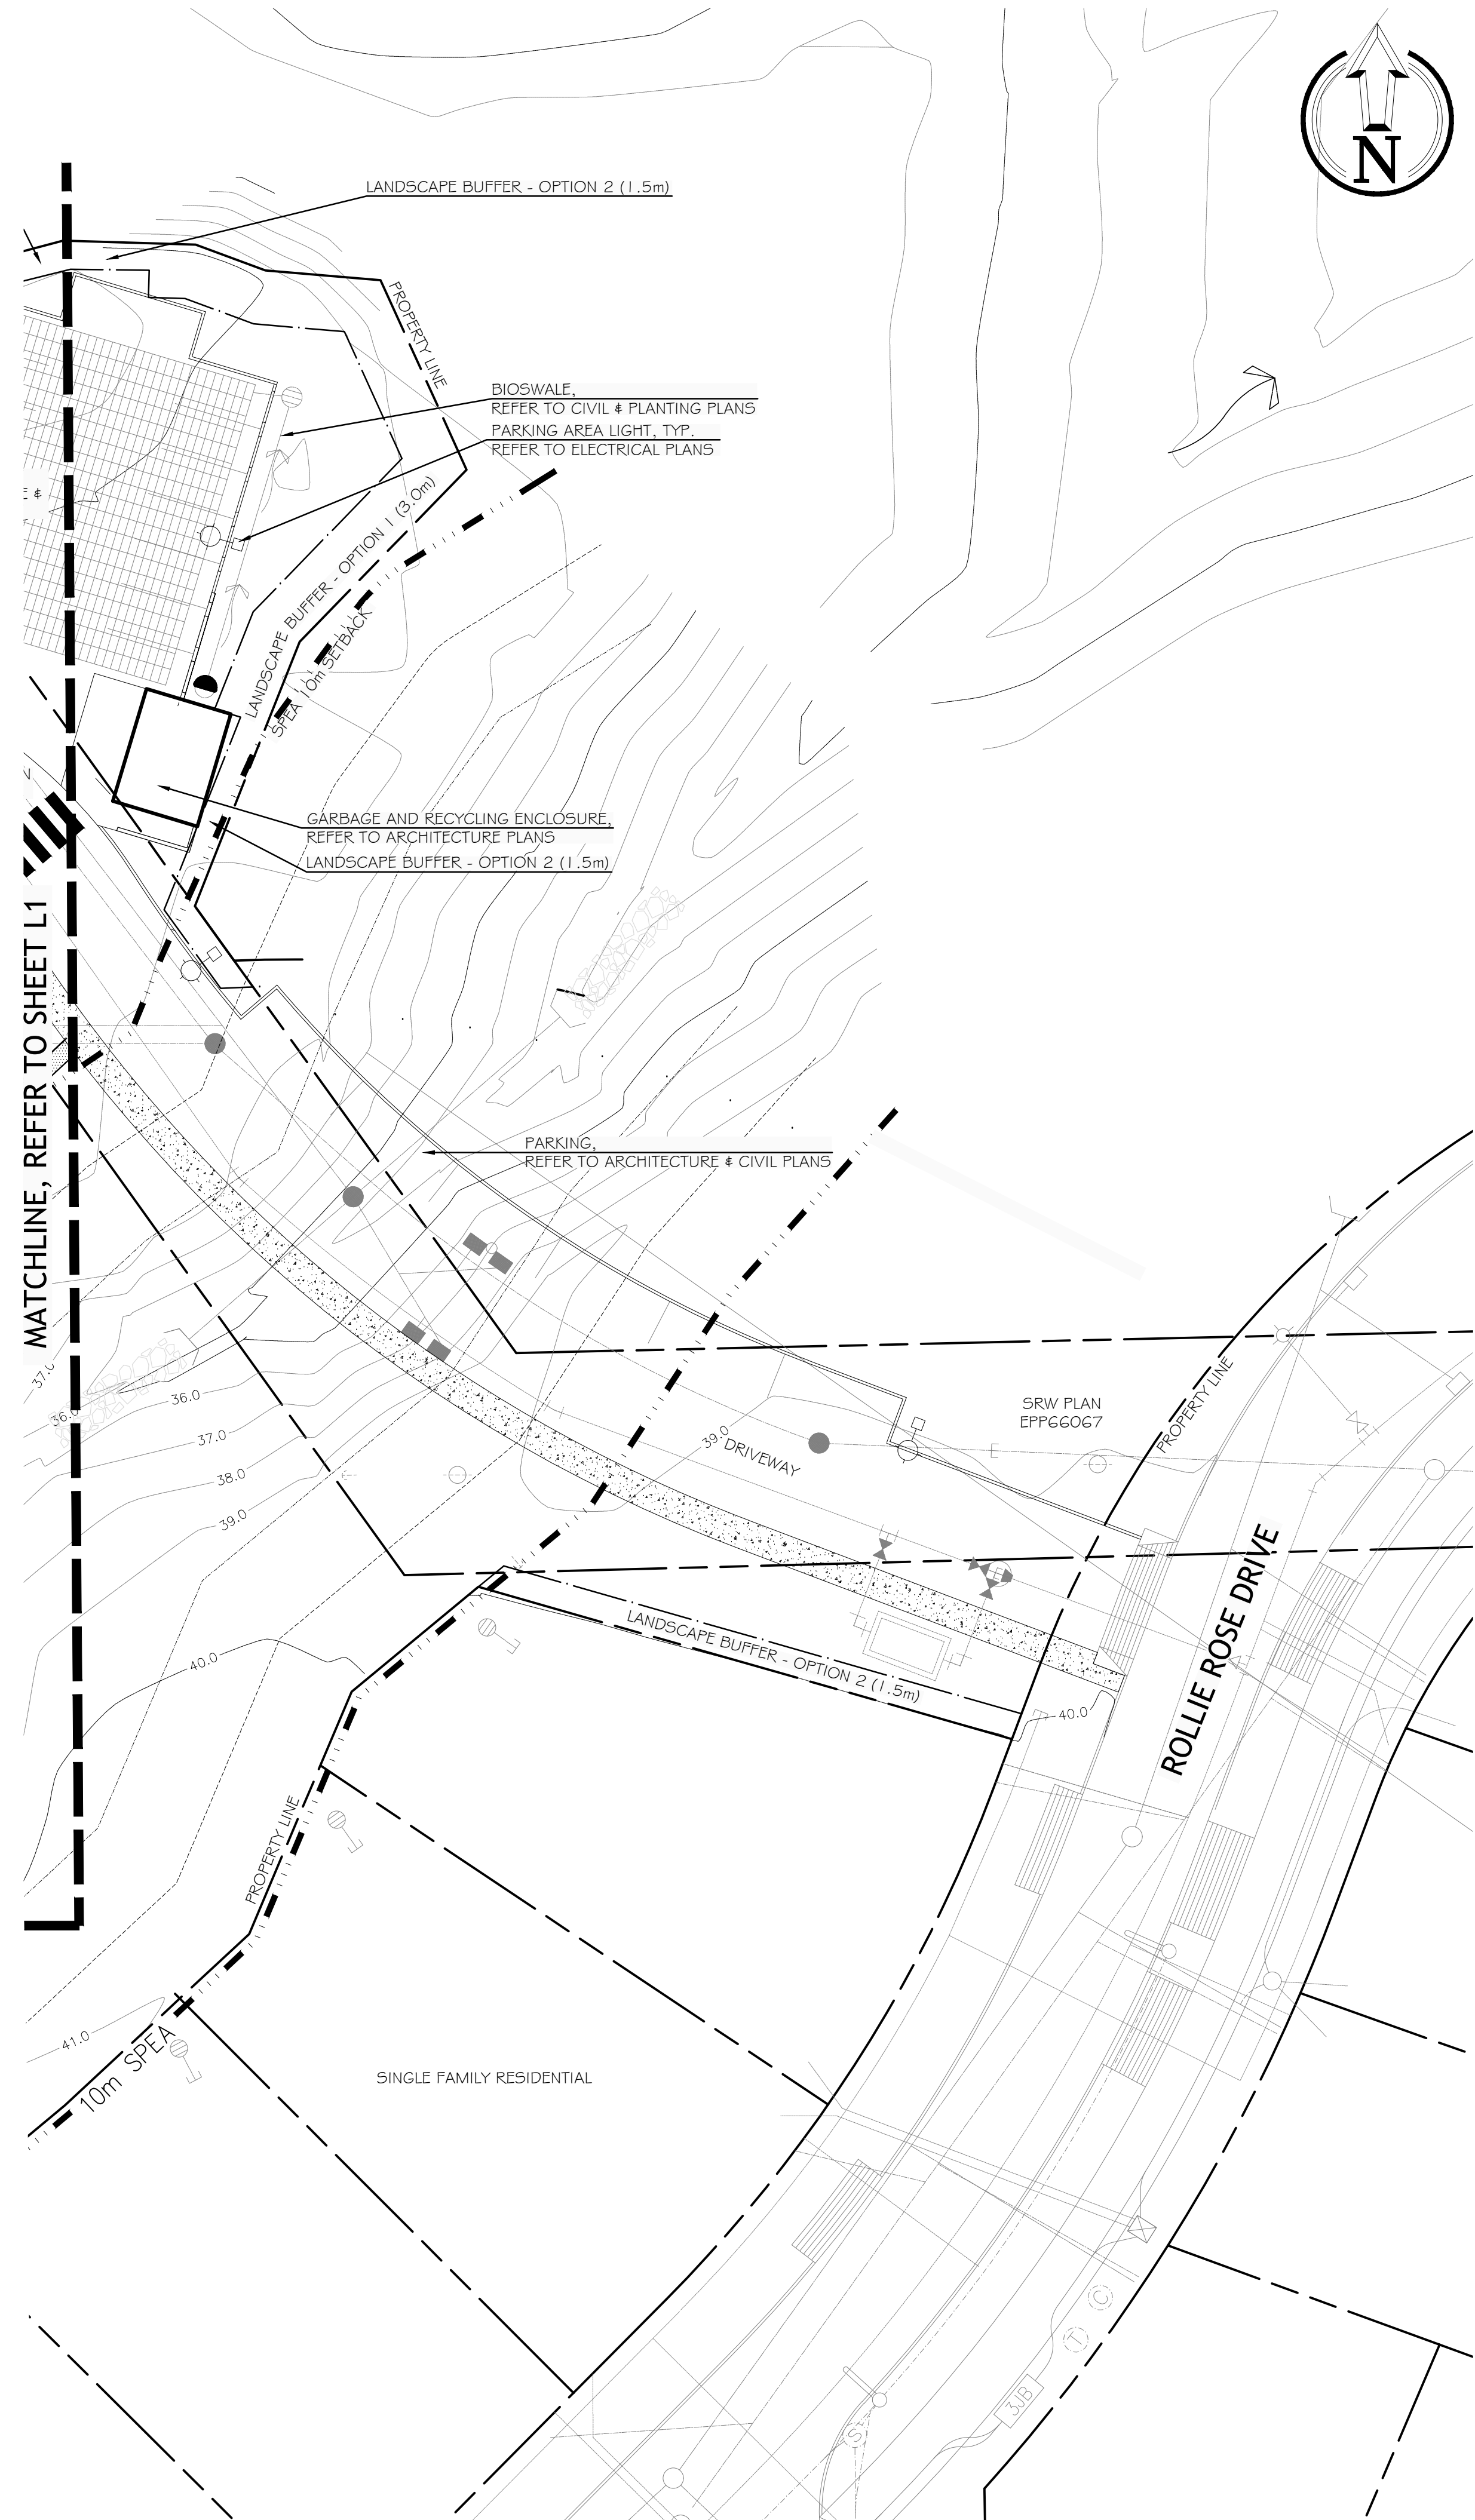 N
LANDSCAPE BUFFER - OPTION 2 (1.5m)
PROPERTY LINE
BIOSWALE,
REFER TO CIVIL & PLANTING PLANS
PARKING AREA LIGHT, TYP.
REFER TO ELECTRICAL PLANS
E &
LANDSCAPE BUFFER - OPTION 1 (3.0m)
SPEA 10m SETBACK
GARBAGE AND RECYCLING ENCLOSURE,
REFER TO ARCHITECTURE PLANS
LANDSCAPE BUFFER - OPTION 2 (1.5m)
MATCHLINE, REFER TO SHEET L1
PARKING,
REFER TO ARCHITECTURE & CIVIL PLANS
37.0
36.0
36.0
37.0
38.0
39.0
39.0
DRIVEWAY
SRW PLAN
EPP66067
PROPERTY LINE
ROLLIE ROSE DRIVE
LANDSCAPE BUFFER - OPTION 2 (1.5m)
40.0
40.0
PROPERTY LINE
41.0
10m SPEA
SINGLE FAMILY RESIDENTIAL
C
T
3JB
S